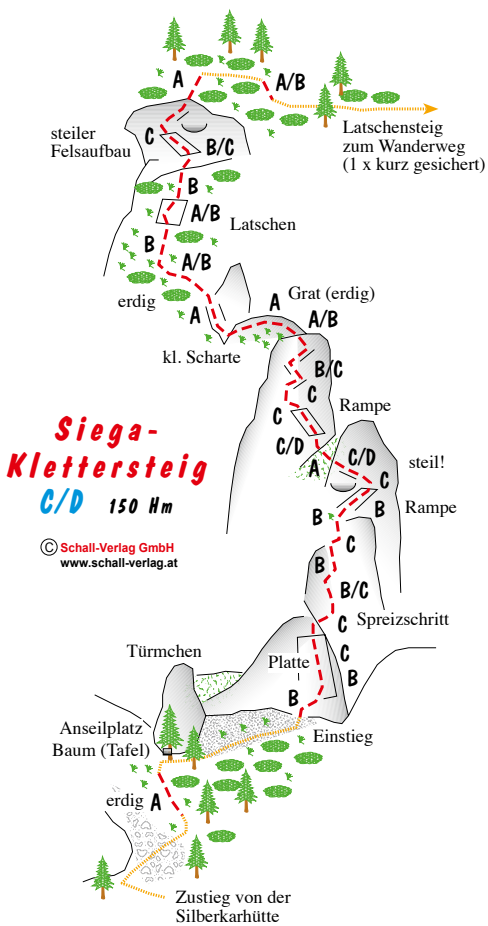 A
A/B
Latschensteig
zum Wanderweg
(1 x kurz gesichert)
steiler
Felsaufbau
C
B/C
B
A/B
Latschen
B
A/B
erdig
A
Grat (erdig)
A
A/B
kl. Scharte
B/C
C
C
Rampe
C/D
A
C/D
steil!
C
B
Rampe
Siega-
Klettersteig
C/D 150 Hm
© Schall-Verlag GmbH
www.schall-verlag.at
B
C
B
B/C
Spreizschritt
C
C
B
Türmchen
Platte
B
Einstieg
Anseilplatz
Baum (Tafel)
erdig
A
Zustieg von der
Silberkarhütte